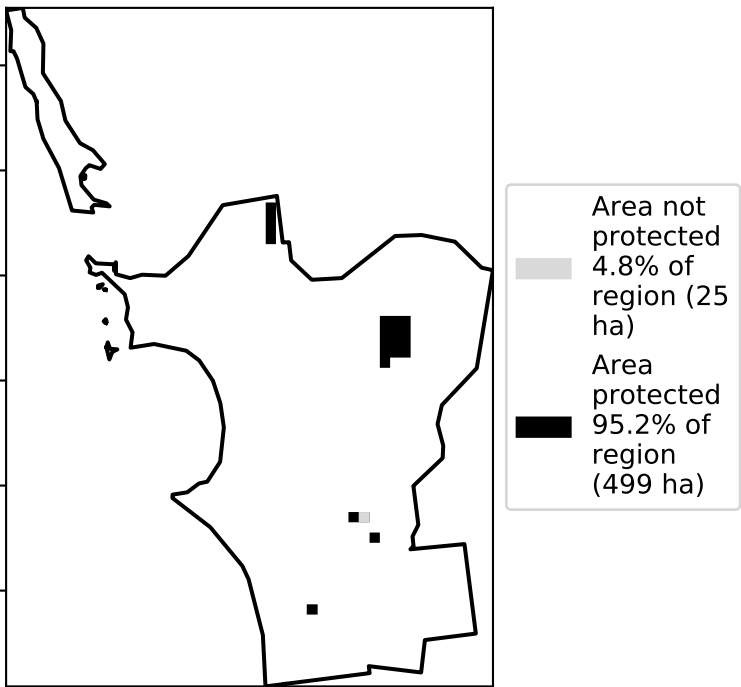 Area not
protected
4.8% of
region (25
ha)
Area
protected
95.2% of
region
(499 ha)